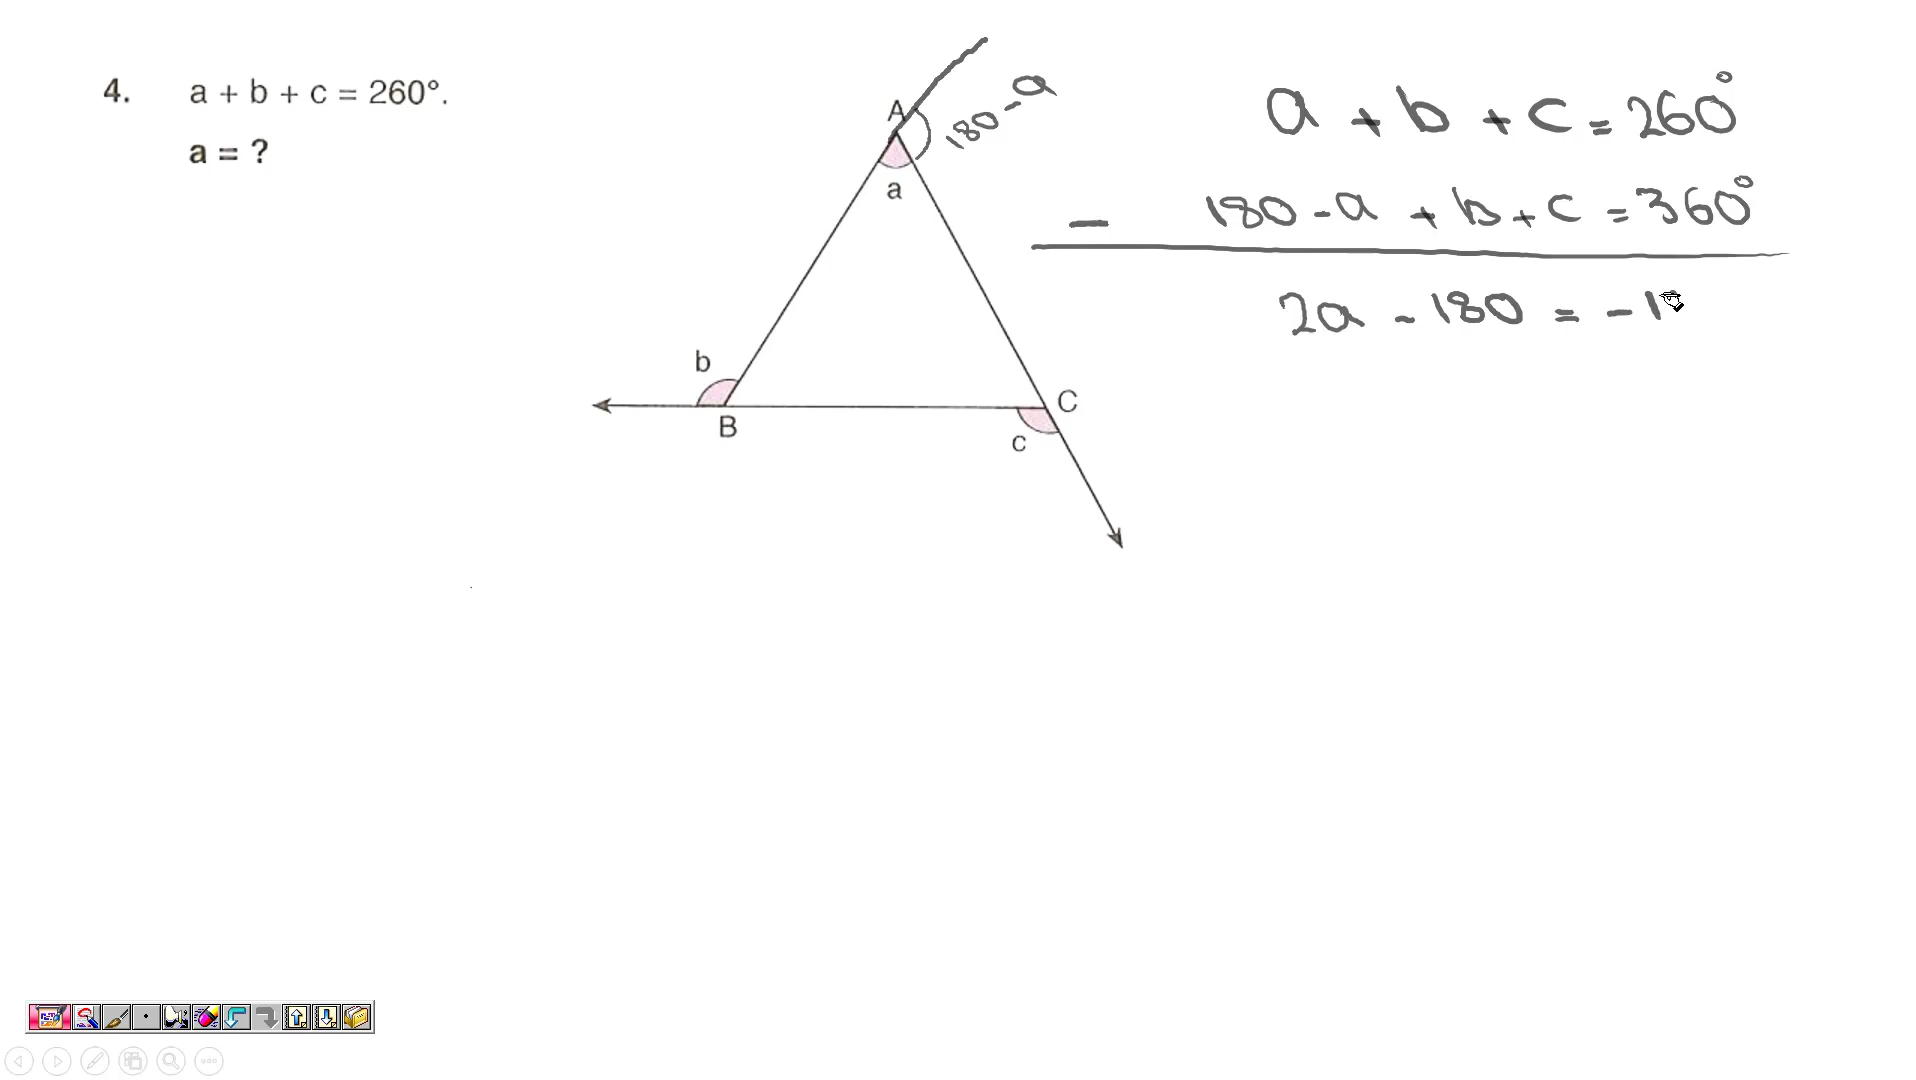 4. a + b + c = 260°.
a = ?
A
180 - a
a
b
B
C
c
a + b + c = 260°
- 180 - a + b + c = 360°
2a - 180 = -1